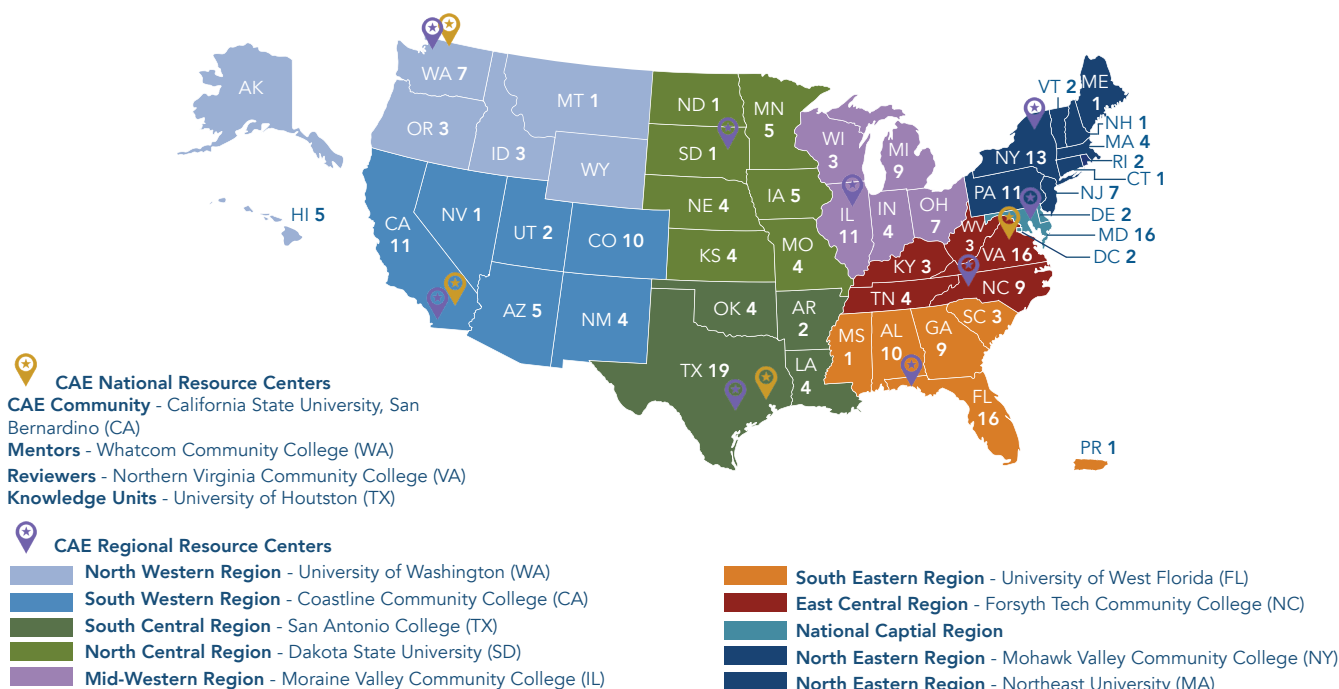 AK
WA 7
MT 1
OR 3
ID 3
WY
HI 5
CA
11
NV 1
UT 2
CO 10
AZ 5
NM 4
ND 1
MN
5
SD 1
NE 4
IA 5
KS 4
MO
4
OK 4
AR
2
TX 19
LA
4
WI
3
MI
9
IL
11
IN
4
OH
7
WV
3
KY 3
VA 16
TN 4
NC 9
MS
1
AL
10
GA
9
SC 3
FL
16
PR 1
VT 2
ME
1
NH 1
MA 4
RI 2
CT 1
NY 13
PA 11
NJ 7
DE 2
MD 16
DC 2
CAE National Resource Centers
CAE Community - California State University, San
Bernardino (CA)
Mentors - Whatcom Community College (WA)
Reviewers - Northern Virginia Community College (VA)
Knowledge Units - University of Houtston (TX)
CAE Regional Resource Centers
North Western Region - University of Washington (WA)
South Western Region - Coastline Community College (CA)
South Central Region - San Antonio College (TX)
North Central Region - Dakota State University (SD)
Mid-Western Region - Moraine Valley Community College (IL)
South Eastern Region - University of West Florida (FL)
East Central Region - Forsyth Tech Community College (NC)
National Captial Region
North Eastern Region - Mohawk Valley Community College (NY)
North Eastern Region - Northeast University (MA)